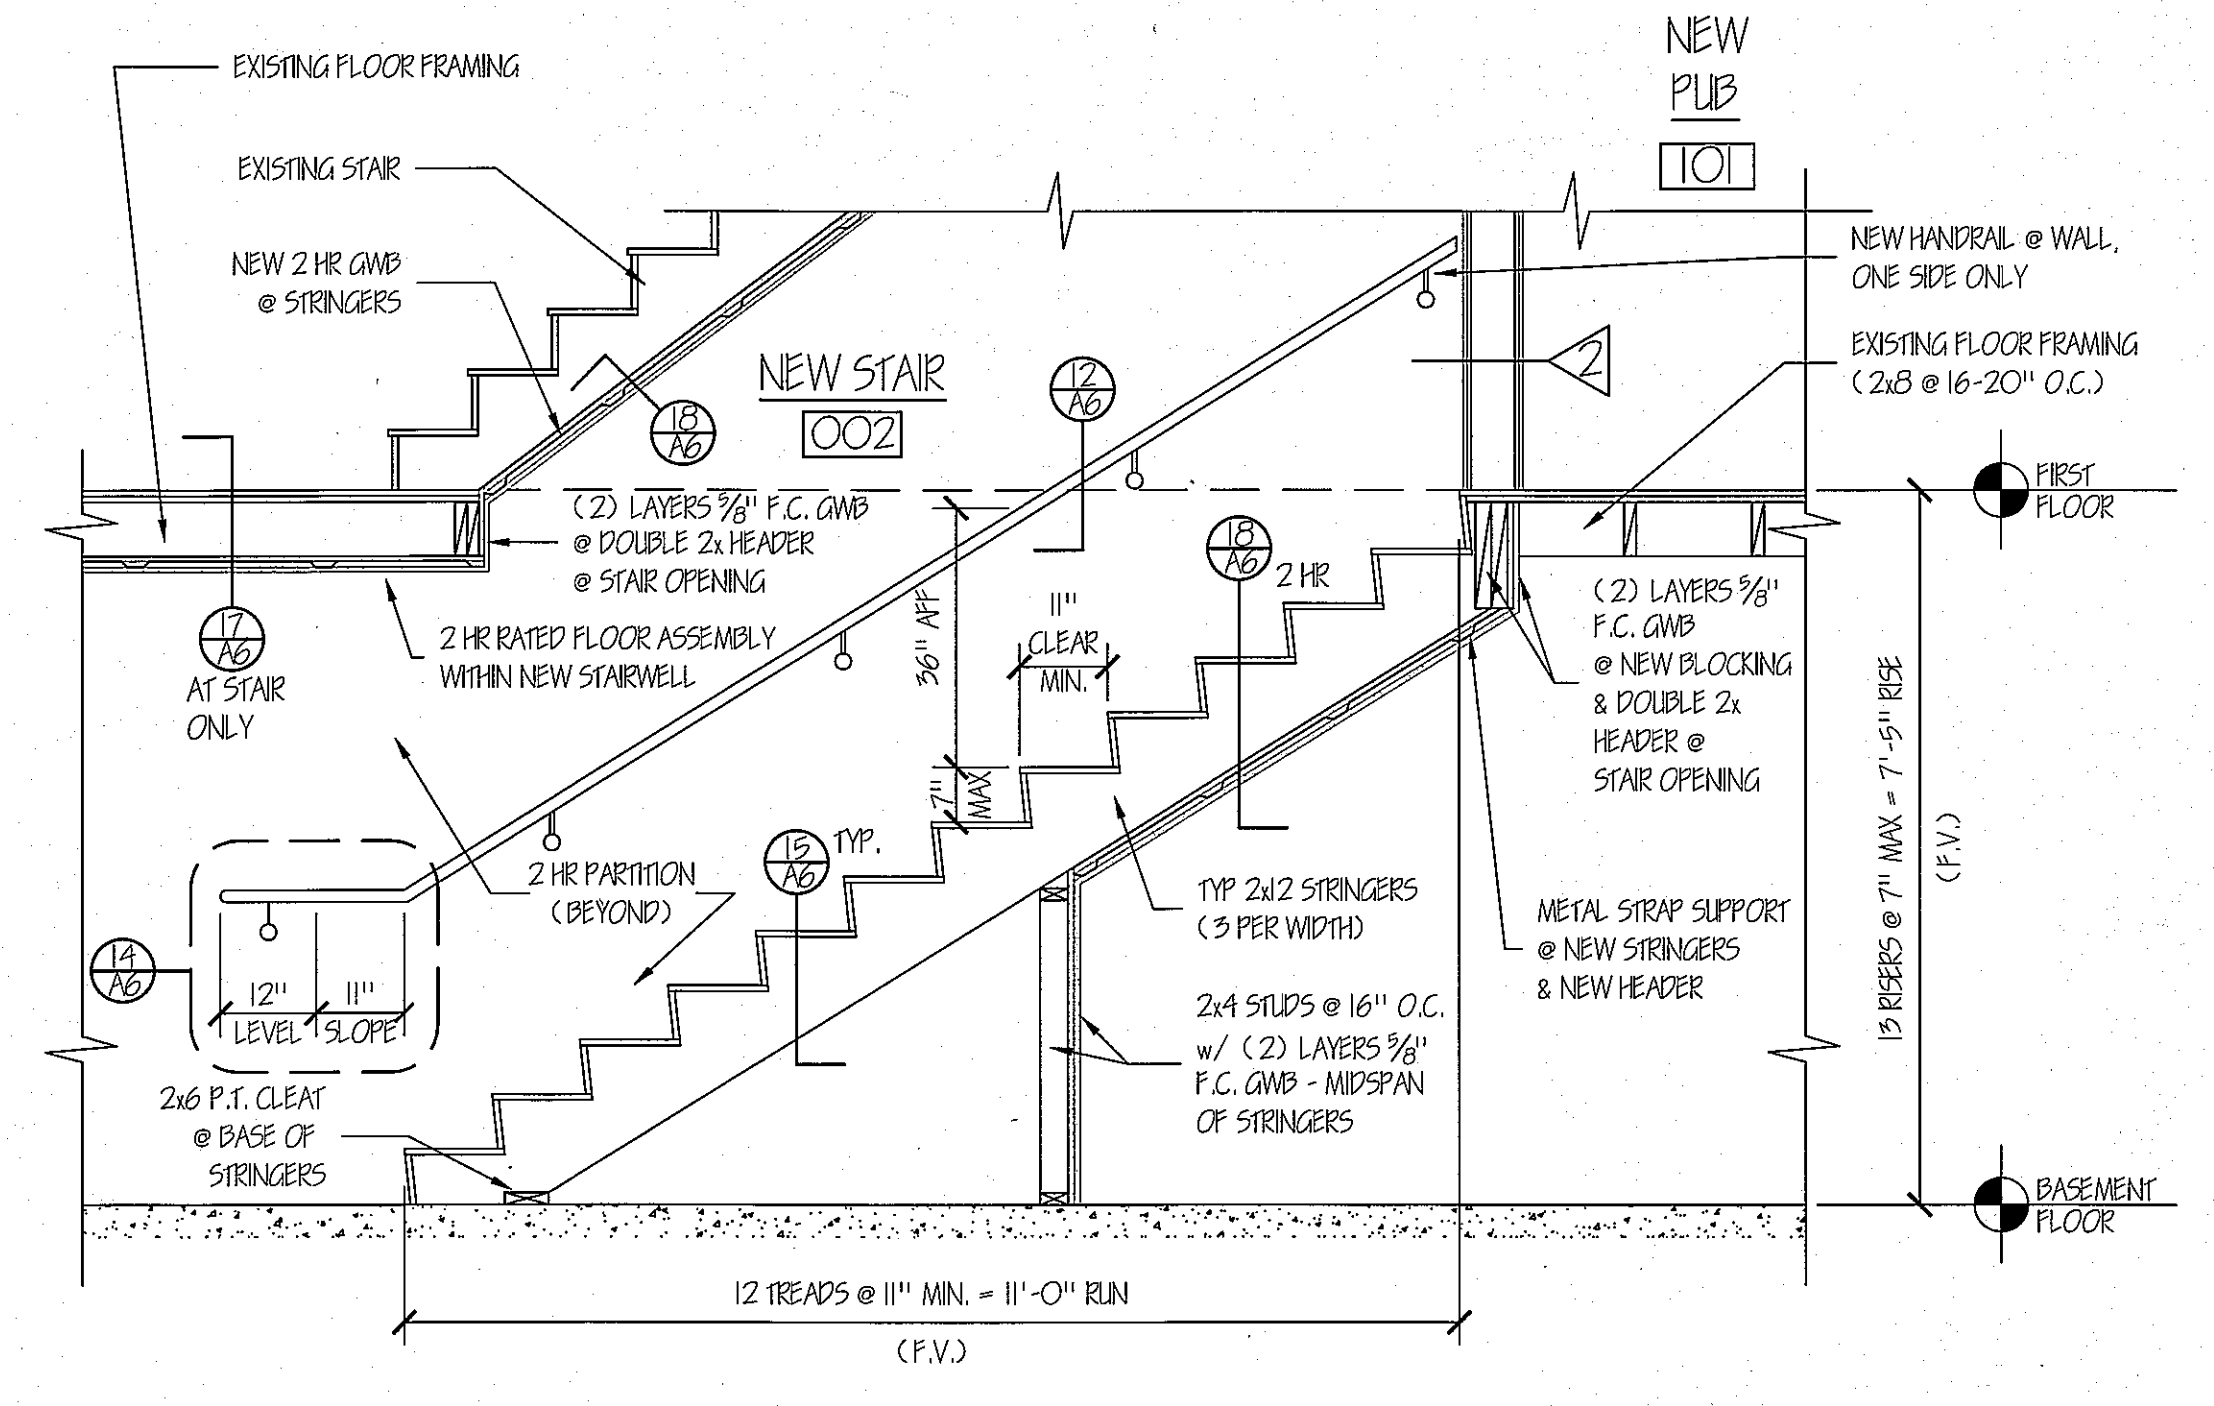 NEW
PUB
101
EXISTING FLOOR FRAMING
EXISTING STAIR
NEW 2 HR GWB
@ STRINGERS
NEW HANDRAIL @ WALL,
ONE SIDE ONLY
EXISTING FLOOR FRAMING
(2x8 @ 16-20" O.C.)
2
NEW STAIR
002
12
A6
18
A6
FIRST
FLOOR
(2) LAYERS 5/8" F.C. GWB
@ DOUBLE 2x HEADER
@ STAIR OPENING
18
A6
2 HR
17
A6
AT STAIR
ONLY
2 HR RATED FLOOR ASSEMBLY
WITHIN NEW STAIRWELL
36" AFF
11"
CLEAR
MIN.
(2) LAYERS 5/8"
F.C. GWB
@ NEW BLOCKING
& DOUBLE 2x
HEADER @
STAIR OPENING
7"
MAX
13 RISERS @ 7" MAX = 7'-5" RISE
(F.V.)
15
A6
TYP.
2 HR PARTITION
(BEYOND)
TYP 2x12 STRINGERS
(3 PER WIDTH)
METAL STRAP SUPPORT
@ NEW STRINGERS
& NEW HEADER
14
A6
12"
LEVEL
11"
SLOPE
2x4 STUDS @ 16" O.C.
w/ (2) LAYERS 5/8"
F.C. GWB - MIDSPAN
OF STRINGERS
2x6 P.T. CLEAT
@ BASE OF
STRINGERS
BASEMENT
FLOOR
12 TREADS @ 11" MIN. = 11'-0" RUN
(F.V.)